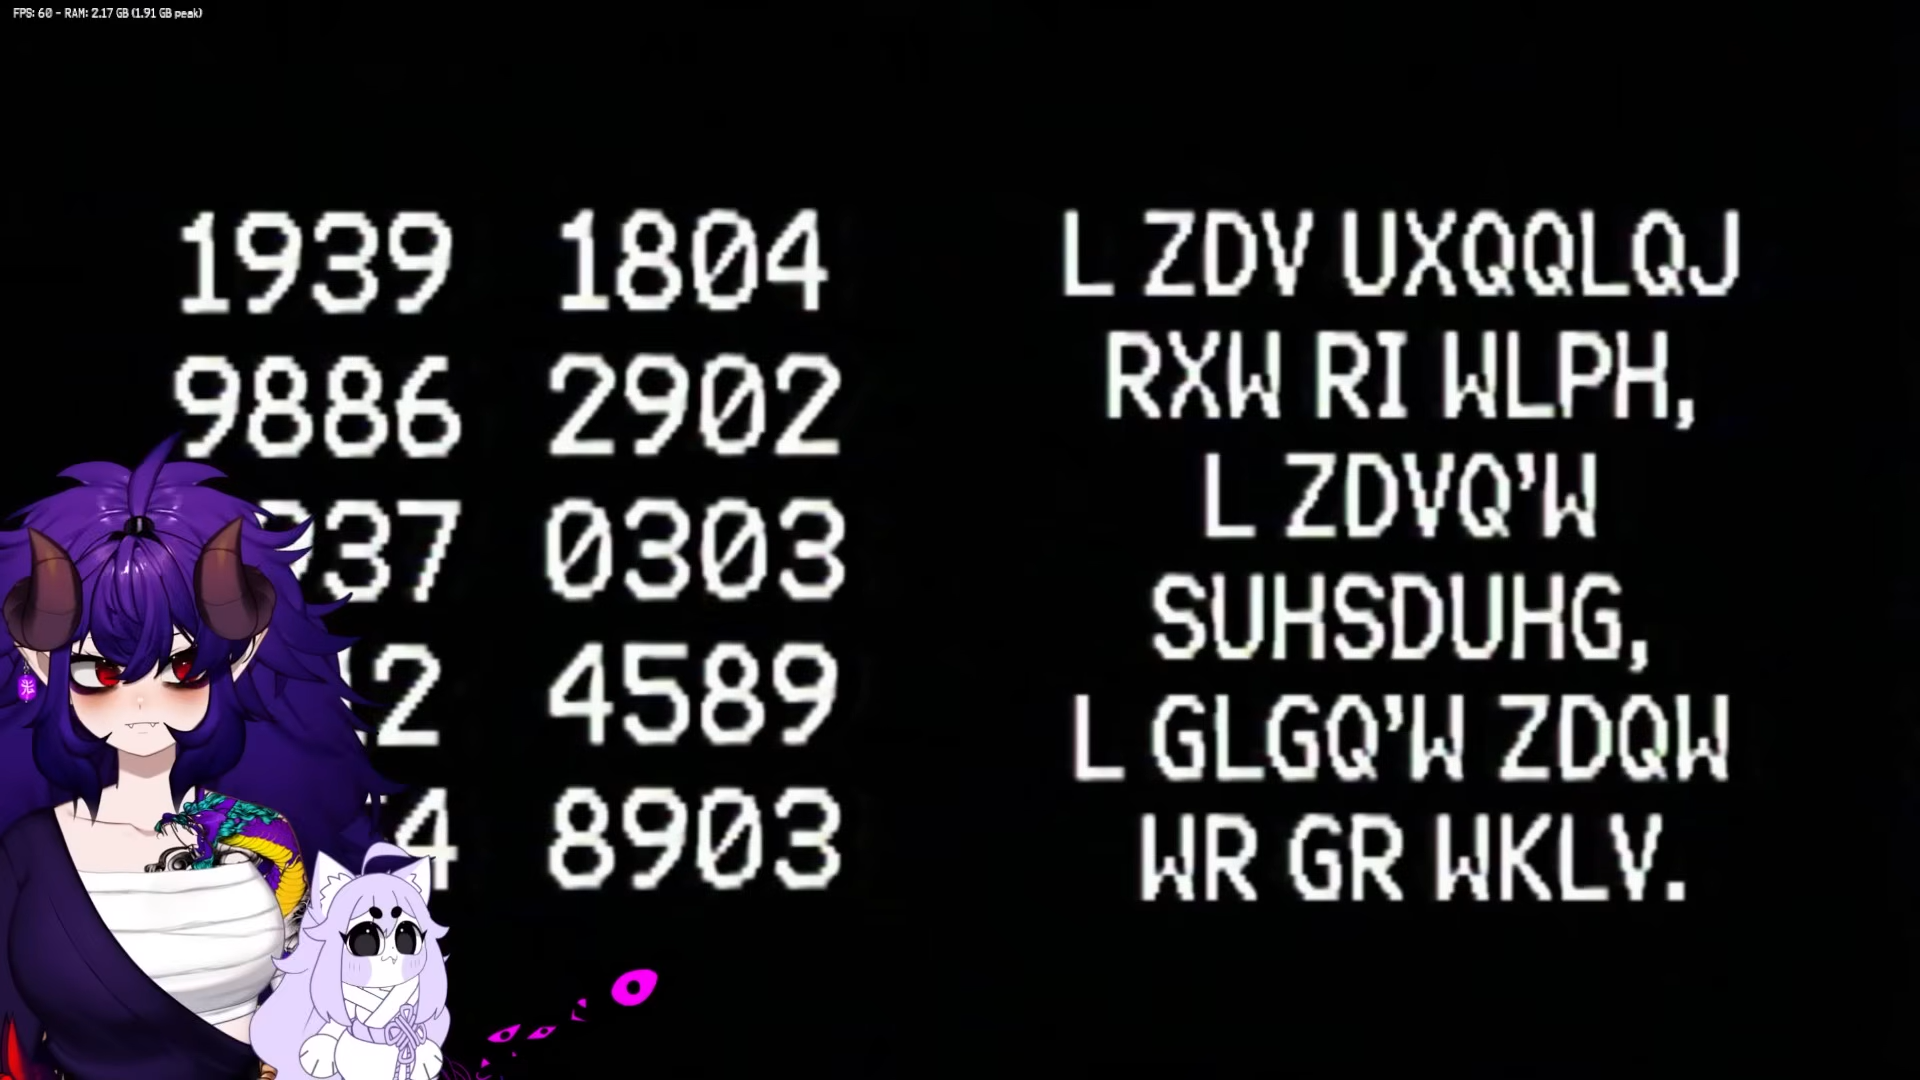 FPS: 60 - RAM: 2.17 GB (1.91 GB peak)
1939 1804
9886 2902
0303
4589
8903
L ZDV UXQQLQJ
RXW RI WLPH,
L ZDVQ'W
SUHSDUHG,
L GLGQ'W ZDQW
WR GR WKLV.